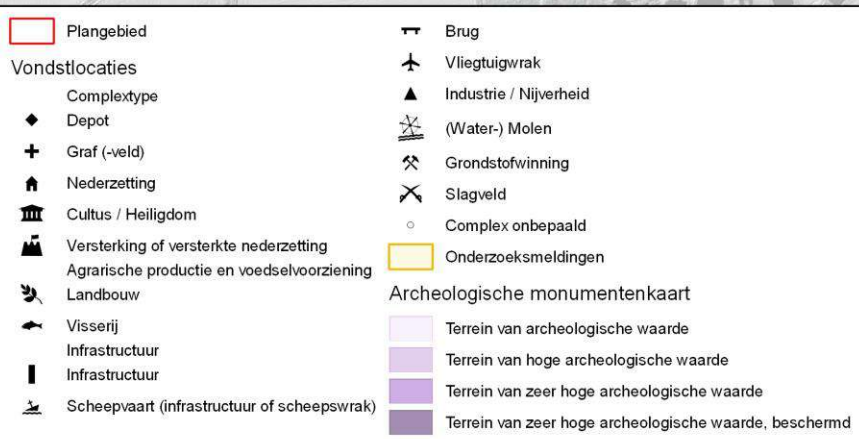 Plangebied
Vondstlocaties
Complextype
Depot
Graf (-veld)
Nederzetting
Cultus / Heiligdom
Versterking of versterkte nederzetting
Agrarische productie en voedselvoorziening
Landbouw
Visserij
Infrastructuur
Infrastructuur
Scheepvaart (infrastructuur of scheepswrak)
Brug
Vliegtuigwrak
Industrie / Nijverheid
(Water-) Molen
Grondstofwinning
Slagveld
Complex onbepaald
Onderzoeksmeldingen
Archeologische monumentenkaart
Terrein van archeologische waarde
Terrein van hoge archeologische waarde
Terrein van zeer hoge archeologische waarde
Terrein van zeer hoge archeologische waarde, beschermd